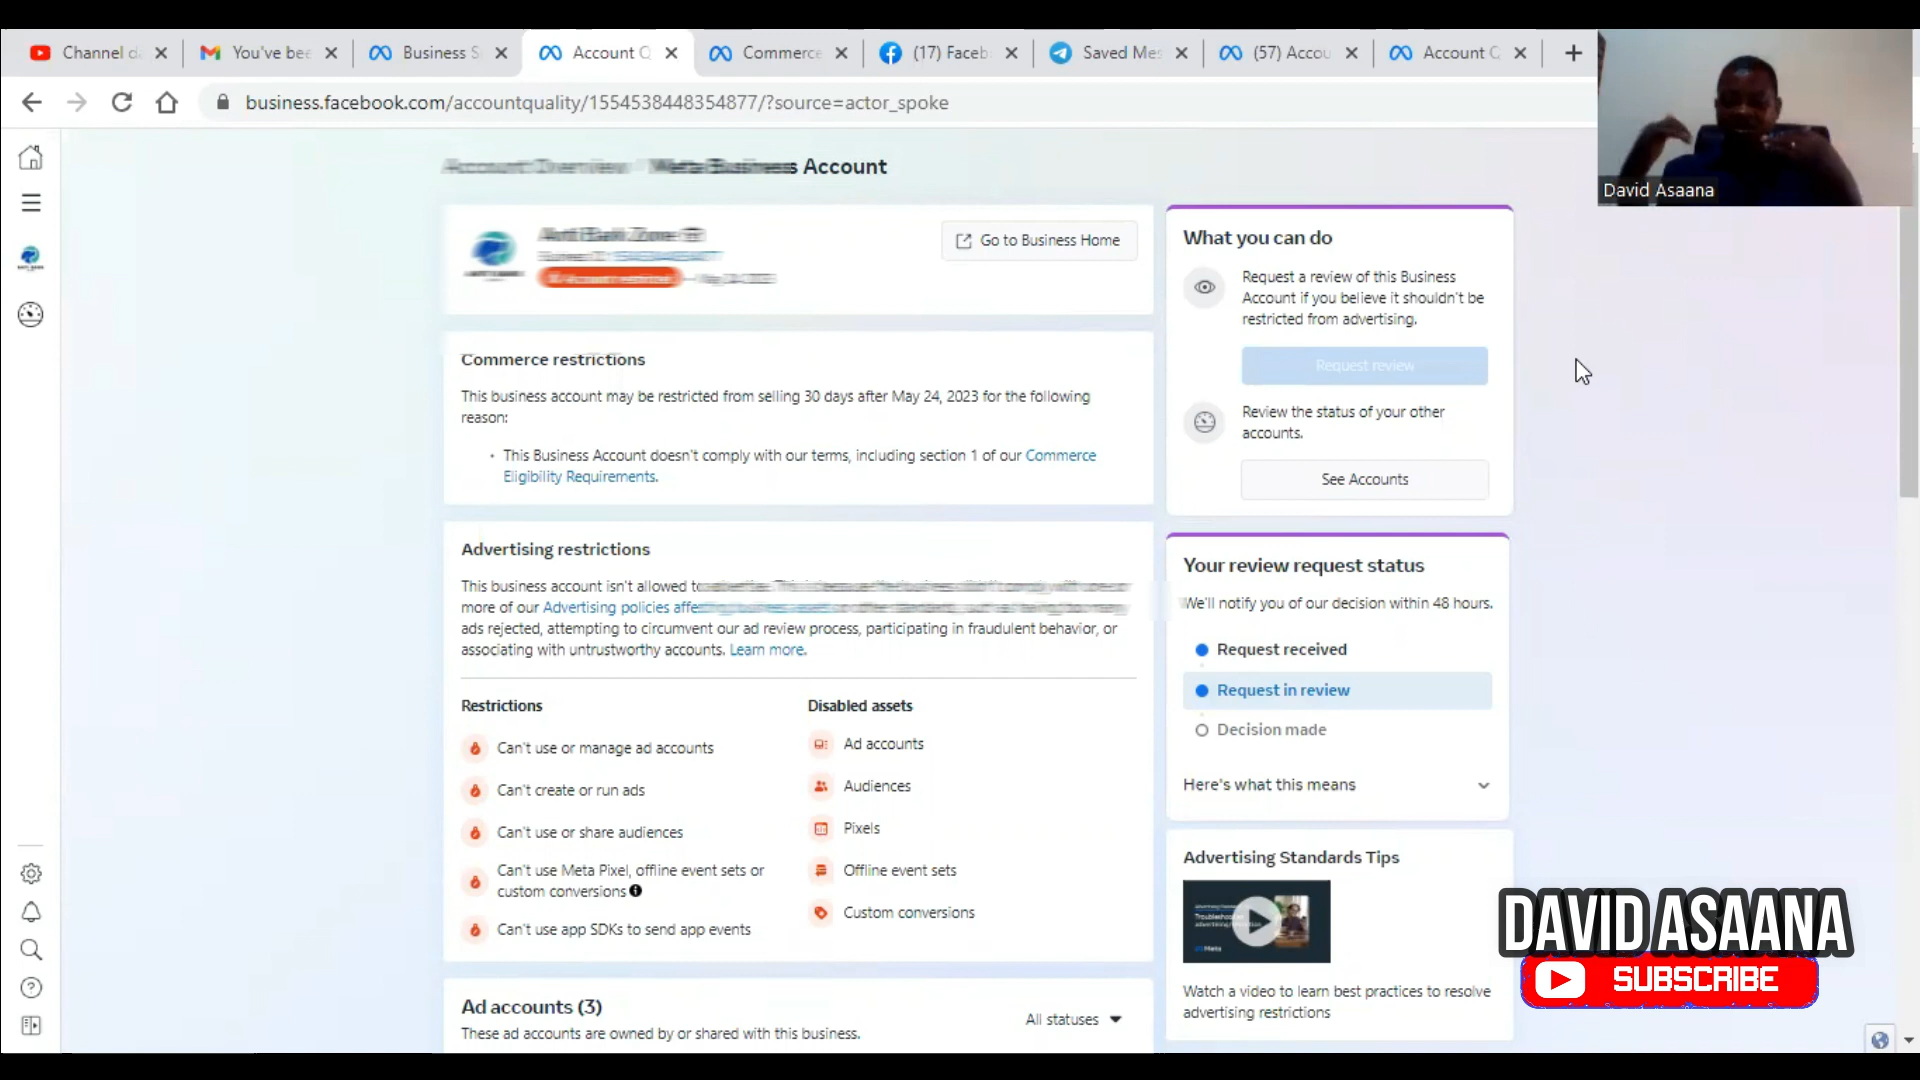 Channel d
You've bee
Business S
Account Q
Commerce
(17) Faceb
Saved Mes
(57) Accou
Account Q
business.facebook.com/accountquality/1554538448354877/?source=actor_spoke
David Asaana
Account Overview Meta Business Account
Go to Business Home
Commerce restrictions
This business account may be restricted from selling 30 days after May 24, 2023 for the following
reason:
• This Business Account doesn't comply with our terms, including section 1 of our Commerce
Eligibility Requirements.
Advertising restrictions
This business account isn't allowed to
more of our Advertising policies
ads rejected, attempting to circumvent our ad review process, participating in fraudulent behavior, or
associating with untrustworthy accounts. Learn more.
Restrictions
Can't use or manage ad accounts
Can't create or run ads
Can't use or share audiences
Can't use Meta Pixel, offline event sets or
custom conversions
Can't use app SDKs to send app events
Disabled assets
Ad accounts
Audiences
Pixels
Offline event sets
Custom conversions
Ad accounts (3)
These ad accounts are owned by or shared with this business.
All statuses
What you can do
Request a review of this Business
Account if you believe it shouldn't be
restricted from advertising.
Request review
Review the status of your other
accounts.
See Accounts
Your review request status
We'll notify you of our decision within 48 hours.
Request received
Request in review
Decision made
Here's what this means
Advertising Standards Tips
Watch a video to learn best practices to resolve
advertising restrictions
DAVID ASAANA
SUBSCRIBE